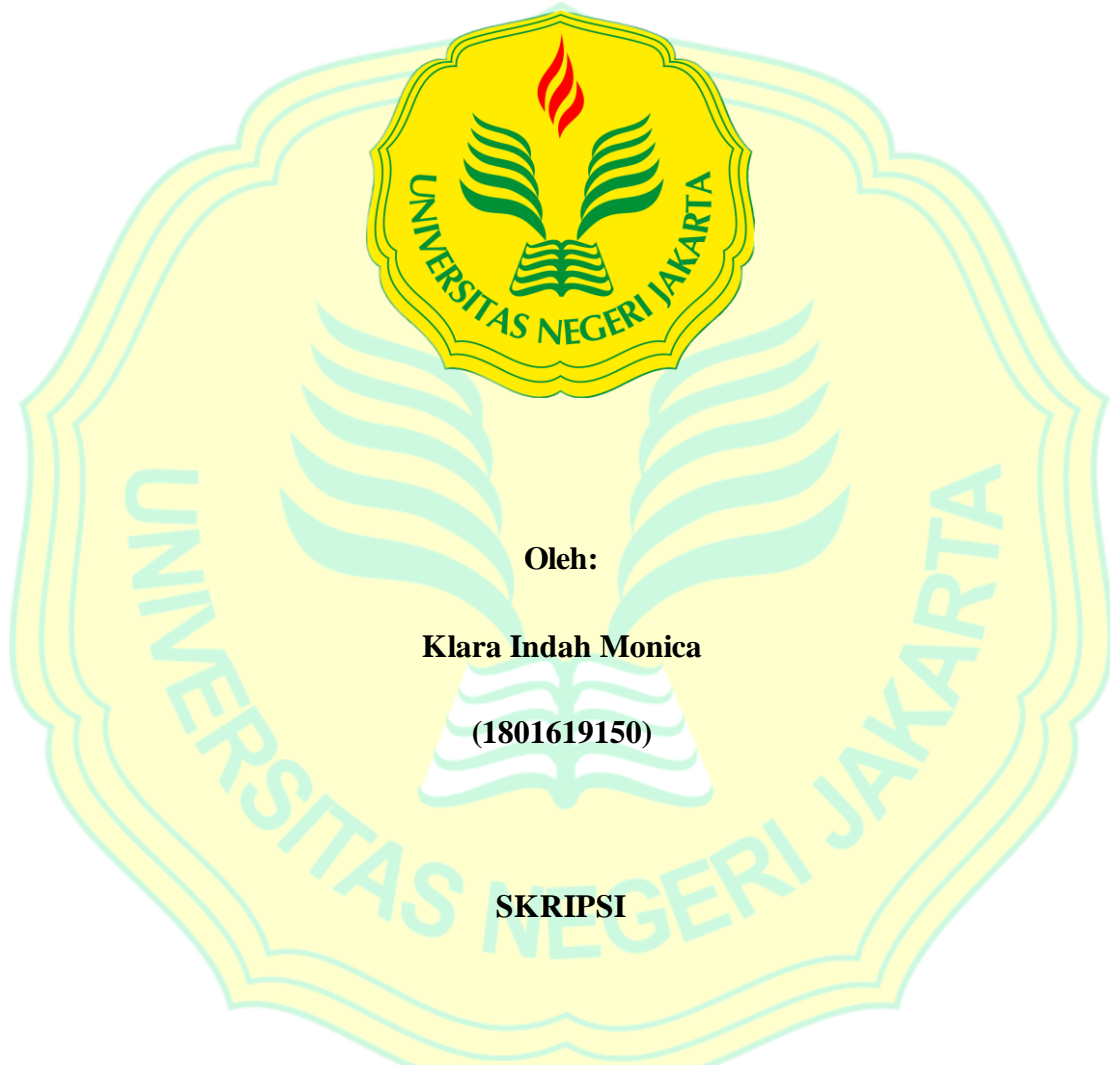 UNIVERSITAS NEGERI JAKARTA
Oleh:
Klara Indah Monica
(1801619150)
SKRIPSI
UNIVERSITAS NEGERI JAKARTA